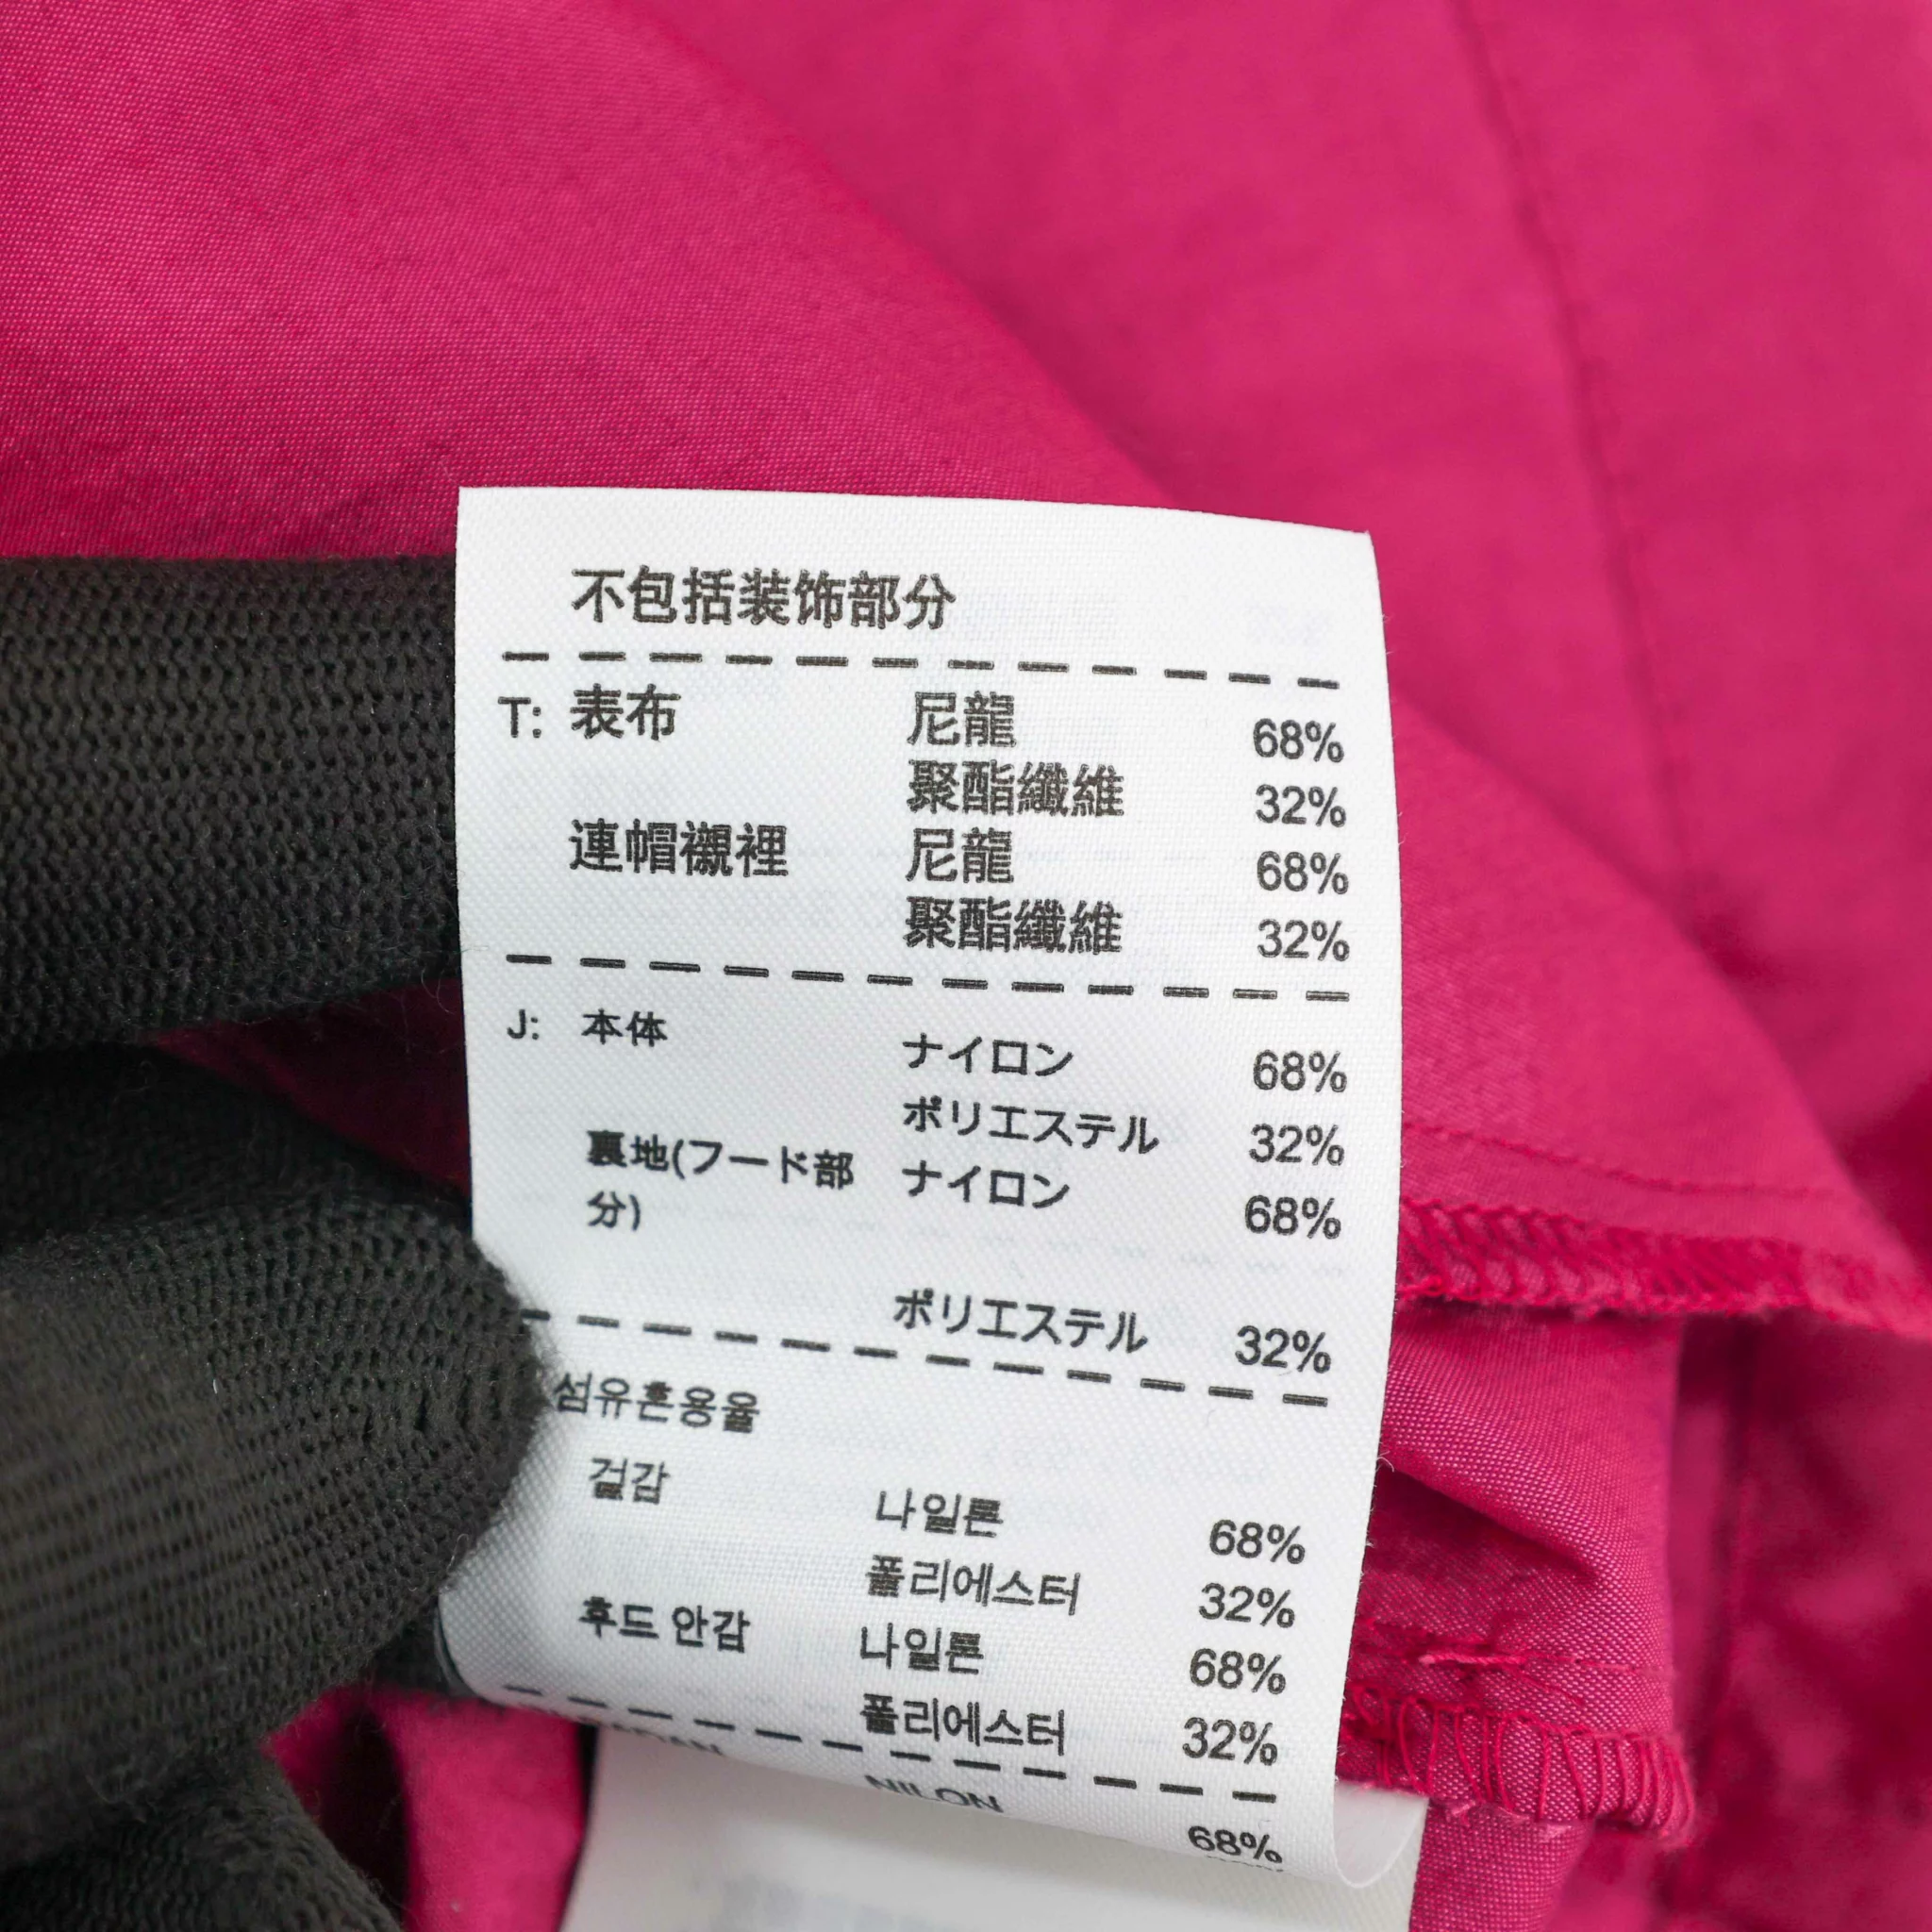 不包括装饰部分
T: 表布 尼龍 68%
聚酯纖維 32%
連帽襯裡 尼龍 68%
聚酯纖維 32%
J: 本体 ナイロン 68%
ポリエステル 32%
裏地(フード部 ナイロン 68%
分)
ポリエステル 32%
섬유혼용율
겉감 나일론 68%
폴리에스터 32%
후드 안감 나일론 68%
폴리에스터 32%
NILON 68%